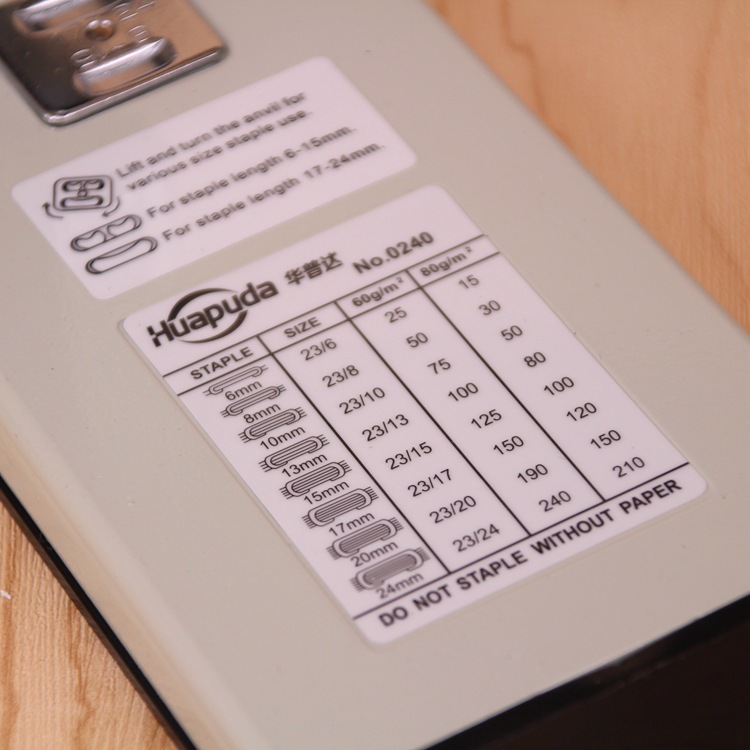 Lift and turn the anvil for
various size staple use.
For staple length 6-15mm.
For staple length 17-24mm.
Huapuda 华普达 No.0240
STAPLE SIZE 60g/m² 80g/m²
6mm 23/6 25 15
8mm 23/8 50 30
10mm 23/10 75 50
13mm 23/13 100 80
15mm 23/15 125 100
17mm 23/17 150 120
20mm 23/20 190 150
24mm 23/24 240 210
DO NOT STAPLE WITHOUT PAPER